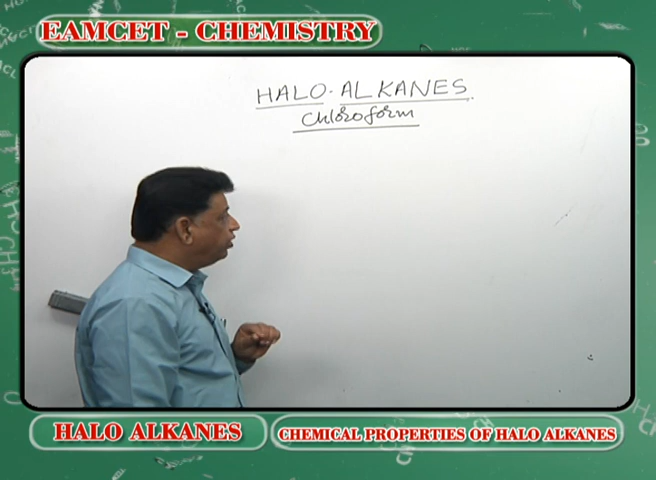 EAMCET - CHEMISTRY
HALO-ALKANES
Chloroform
HALO ALKANES
CHEMICAL PROPERTIES OF HALO ALKANES